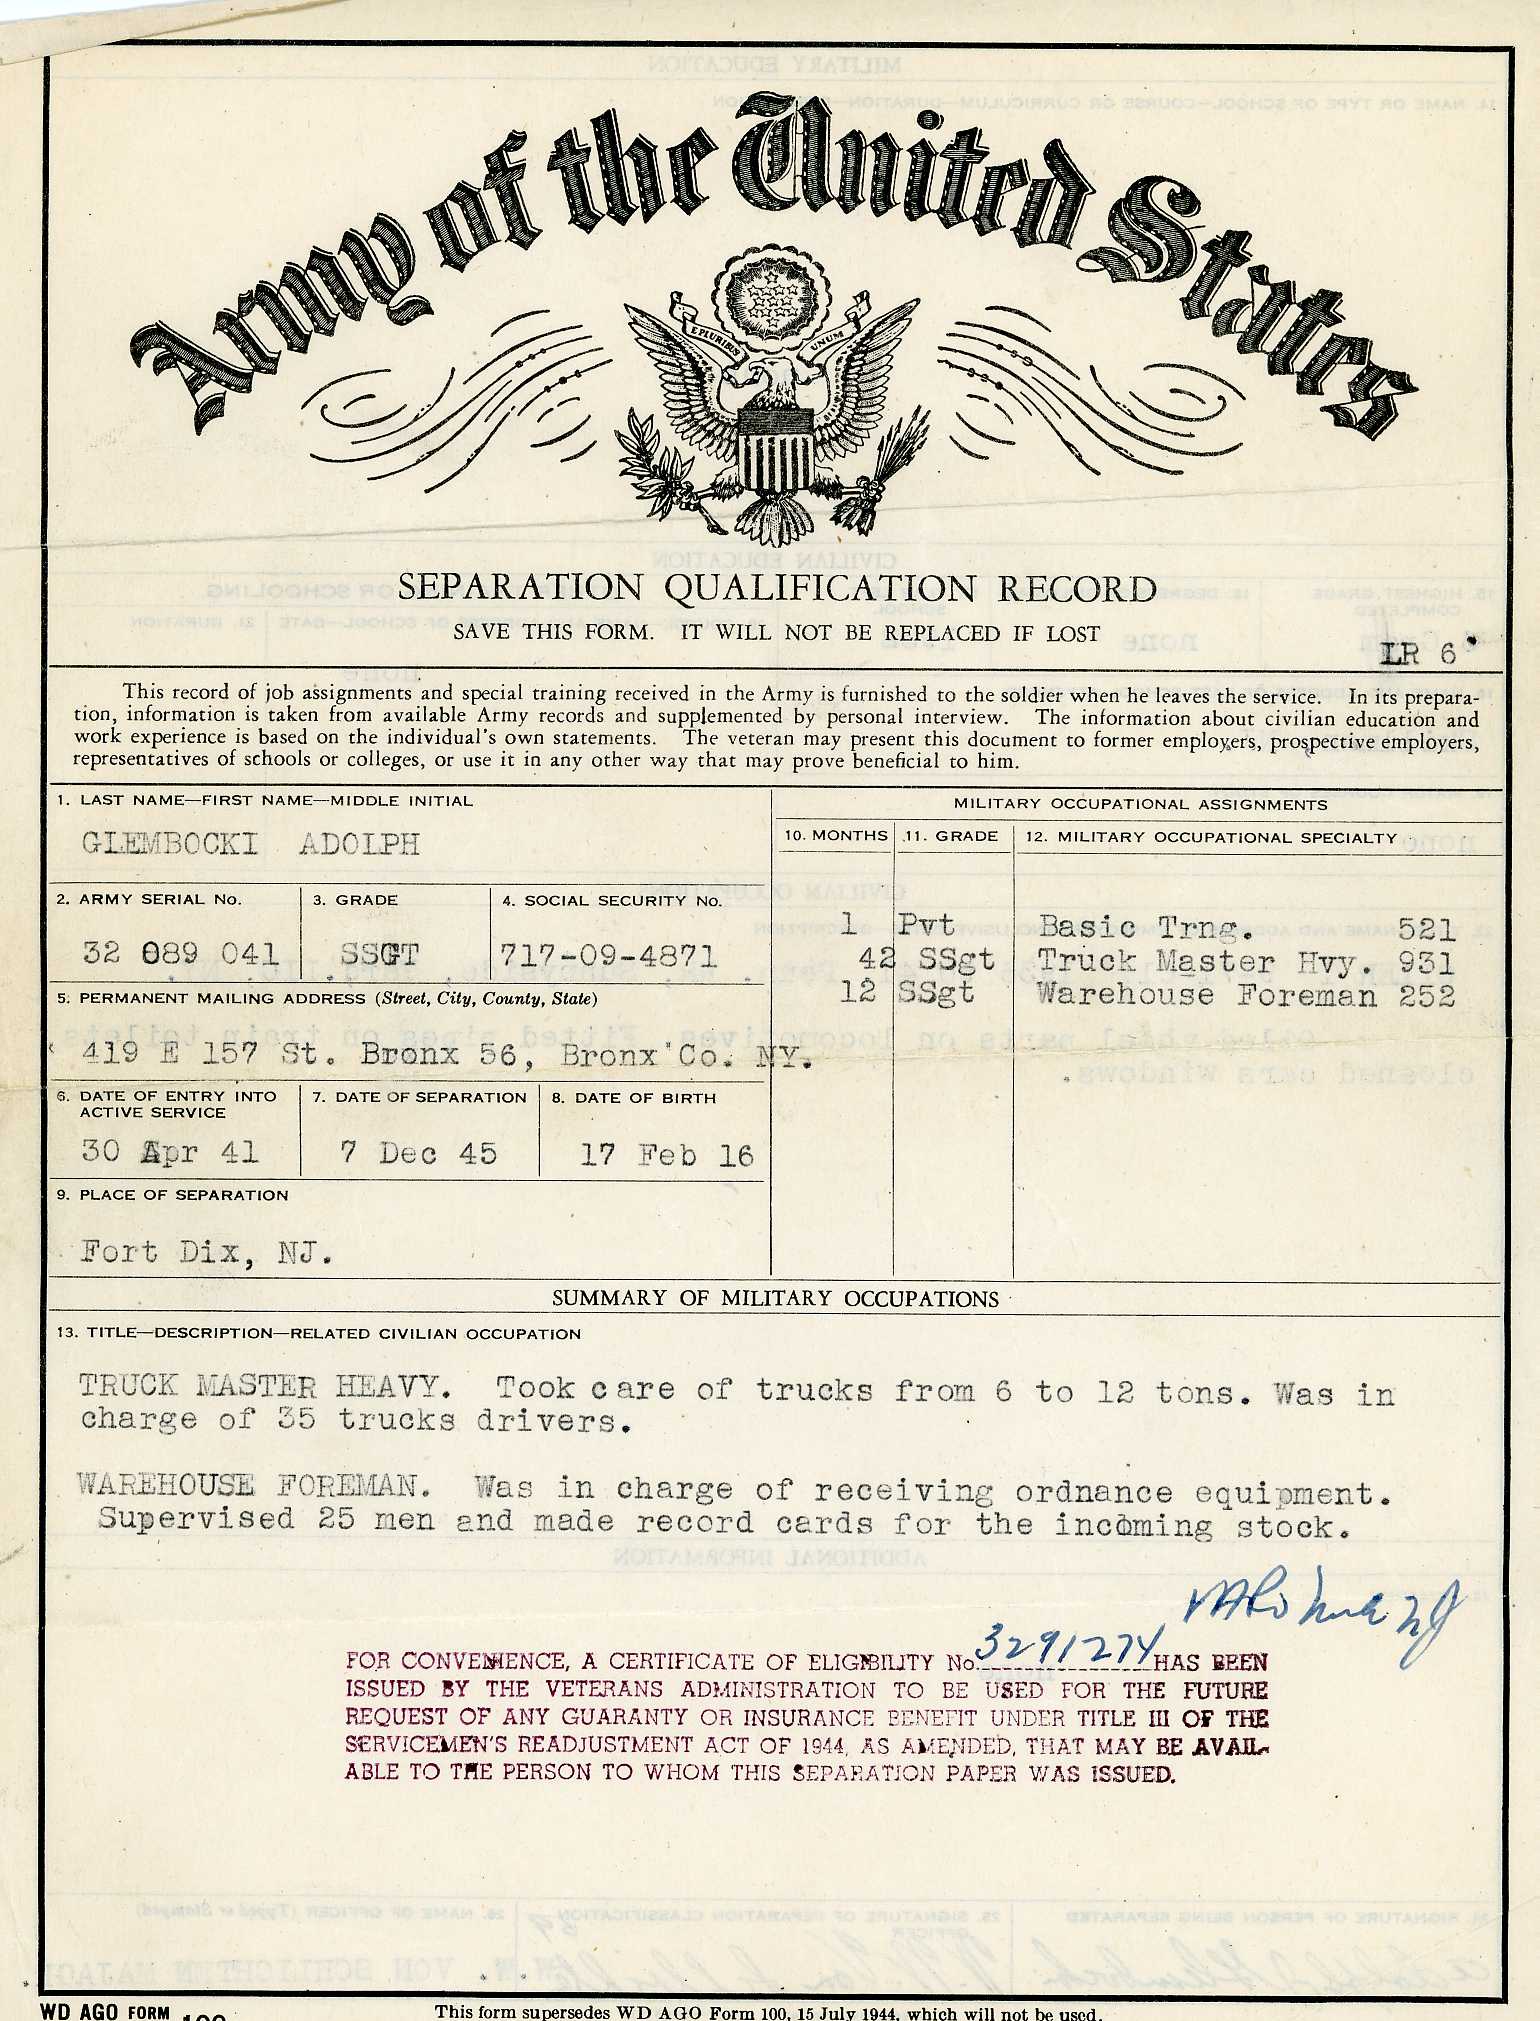 Army of the United States
E PLURIBUS UNUM
SEPARATION QUALIFICATION RECORD
SAVE THIS FORM. IT WILL NOT BE REPLACED IF LOST
LR 6
This record of job assignments and special training received in the Army is furnished to the soldier when he leaves the service. In its prepara-
tion, information is taken from available Army records and supplemented by personal interview. The information about civilian education and
work experience is based on the individual's own statements. The veteran may present this document to former employers, prospective employers,
representatives of schools or colleges, or use it in any other way that may prove beneficial to him.
1. LAST NAME—FIRST NAME—MIDDLE INITIAL
GLEMBOCKI ADOLPH
2. ARMY SERIAL No.
32 089 041
3. GRADE
SSGT
4. SOCIAL SECURITY No.
717-09-4871
5. PERMANENT MAILING ADDRESS (Street, City, County, State)
419 E 157 St. Bronx 56, Bronx Co. NY.
6. DATE OF ENTRY INTO
ACTIVE SERVICE
30 Apr 41
7. DATE OF SEPARATION
7 Dec 45
8. DATE OF BIRTH
17 Feb 16
9. PLACE OF SEPARATION
Fort Dix, NJ.
MILITARY OCCUPATIONAL ASSIGNMENTS
10. MONTHS 11. GRADE 12. MILITARY OCCUPATIONAL SPECIALTY
1 Pvt Basic Trng. 521
42 SSgt Truck Master Hvy. 931
12 SSgt Warehouse Foreman 252
SUMMARY OF MILITARY OCCUPATIONS
13. TITLE—DESCRIPTION—RELATED CIVILIAN OCCUPATION
TRUCK MASTER HEAVY. Took care of trucks from 6 to 12 tons. Was in
charge of 35 trucks drivers.
WAREHOUSE FOREMAN. Was in charge of receiving ordnance equipment.
Supervised 25 men and made record cards for the incoming stock.
FOR CONVENIENCE, A CERTIFICATE OF ELIGIBILITY No. 3291274 HAS BEEN
ISSUED BY THE VETERANS ADMINISTRATION TO BE USED FOR THE FUTURE
REQUEST OF ANY GUARANTY OR INSURANCE BENEFIT UNDER TITLE III OF THE
SERVICEMEN'S READJUSTMENT ACT OF 1944, AS AMENDED, THAT MAY BE AVAIL-
ABLE TO THE PERSON TO WHOM THIS SEPARATION PAPER WAS ISSUED.
WD AGO FORM 100
This form supersedes WD AGO Form 100, 15 July 1944, which will not be used.